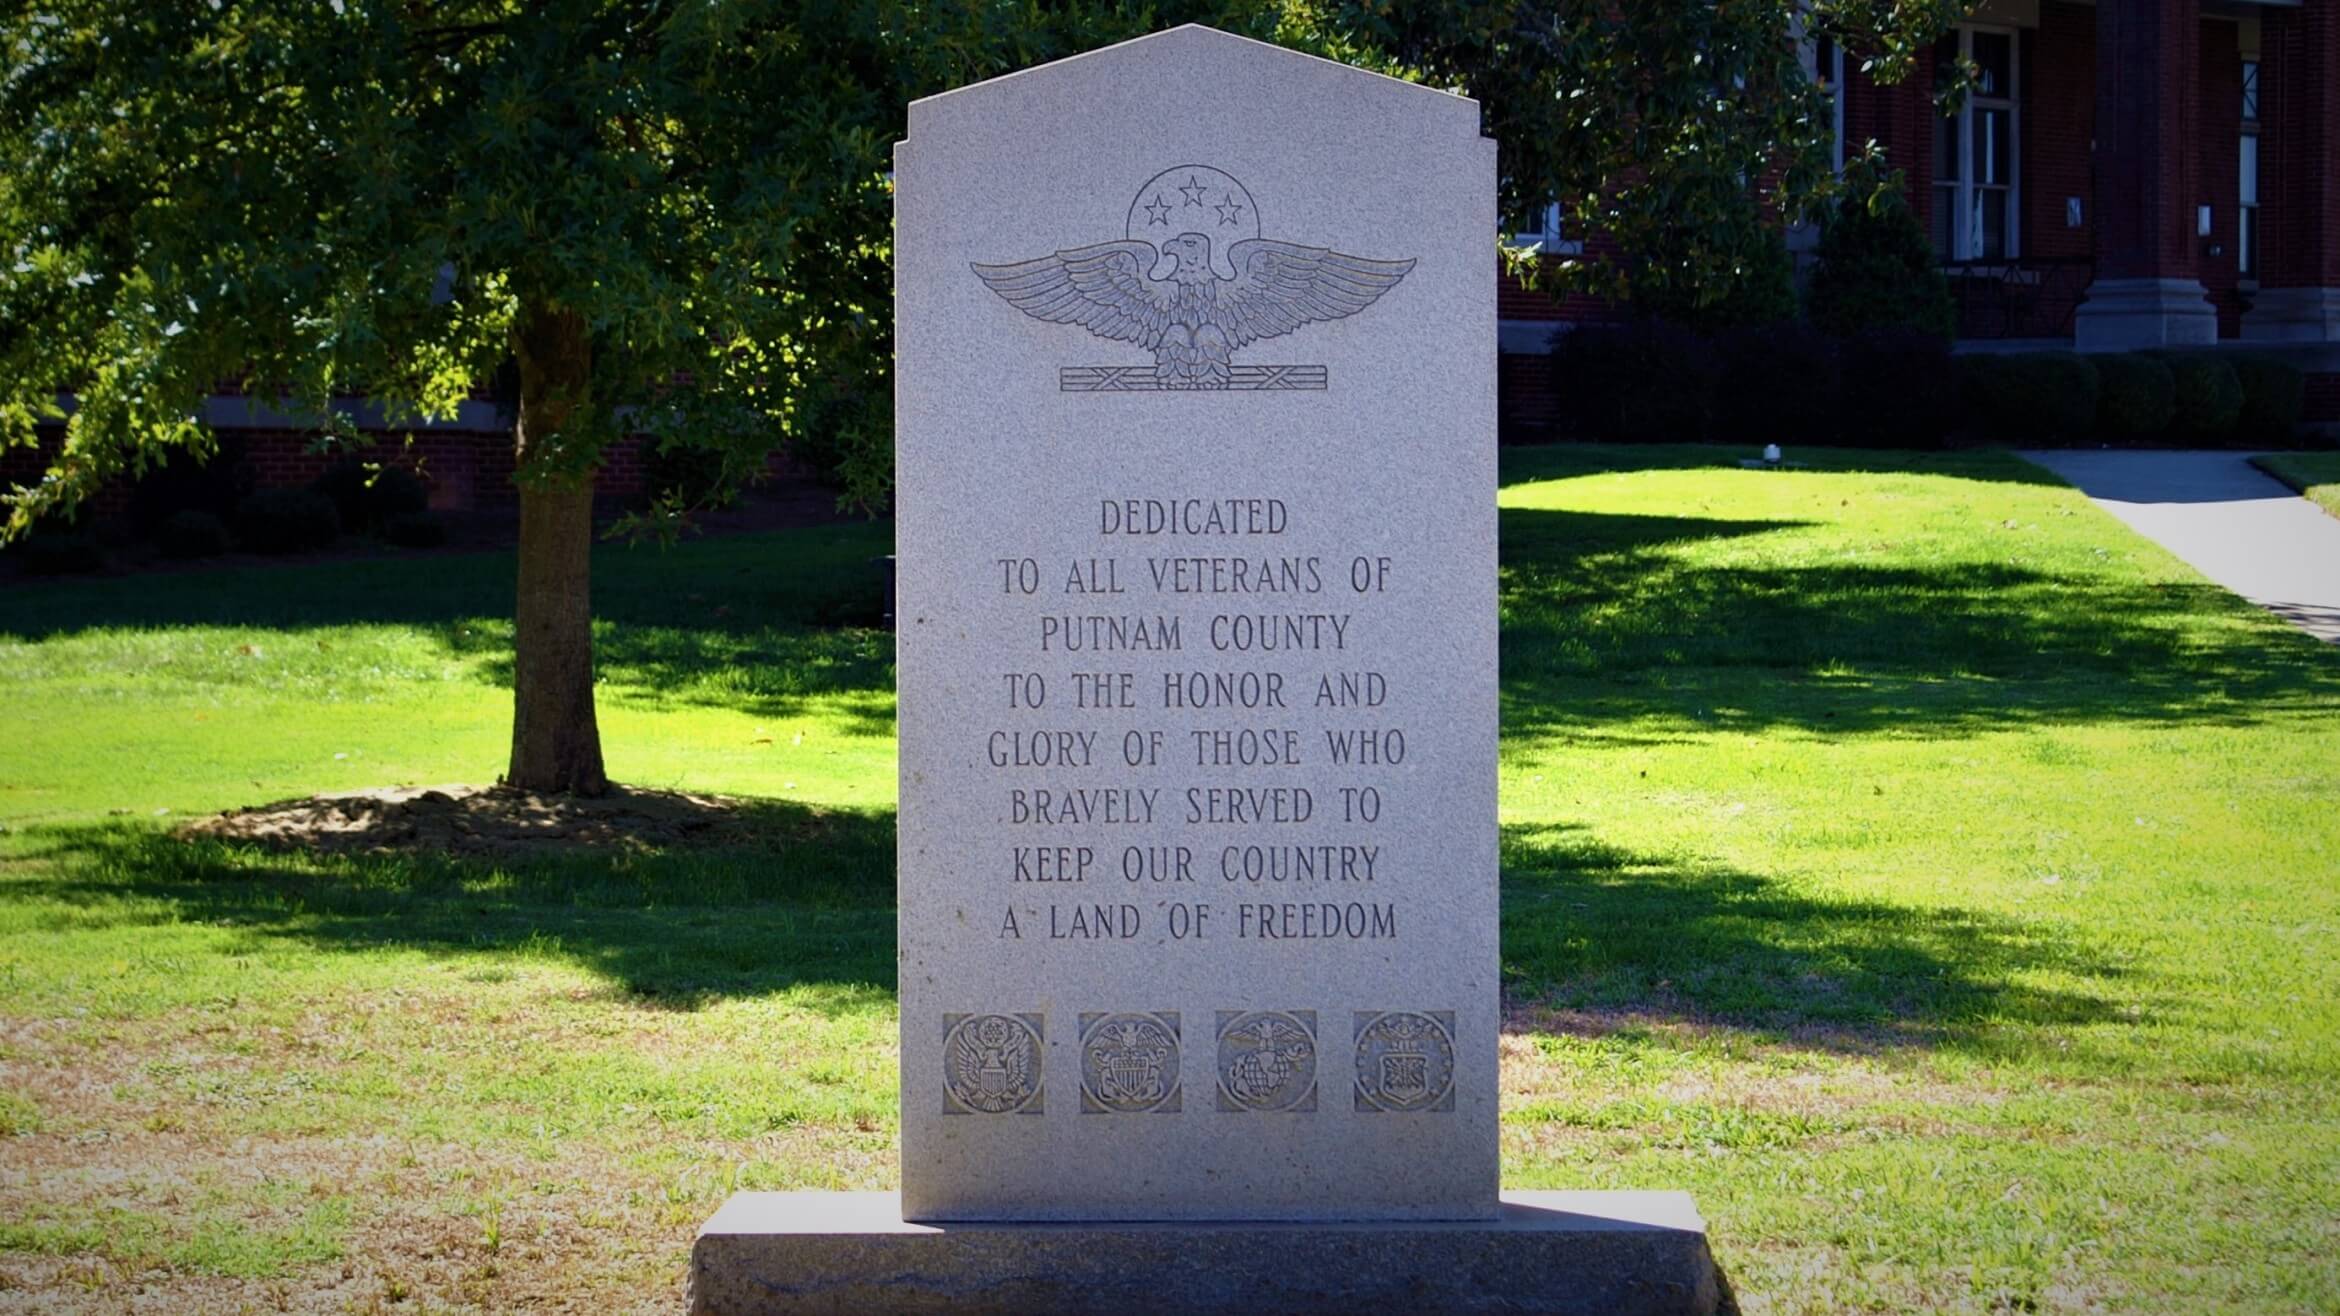 DEDICATED
TO ALL VETERANS OF
PUTNAM COUNTY
TO THE HONOR AND
GLORY OF THOSE WHO
BRAVELY SERVED TO
KEEP OUR COUNTRY
A LAND OF FREEDOM